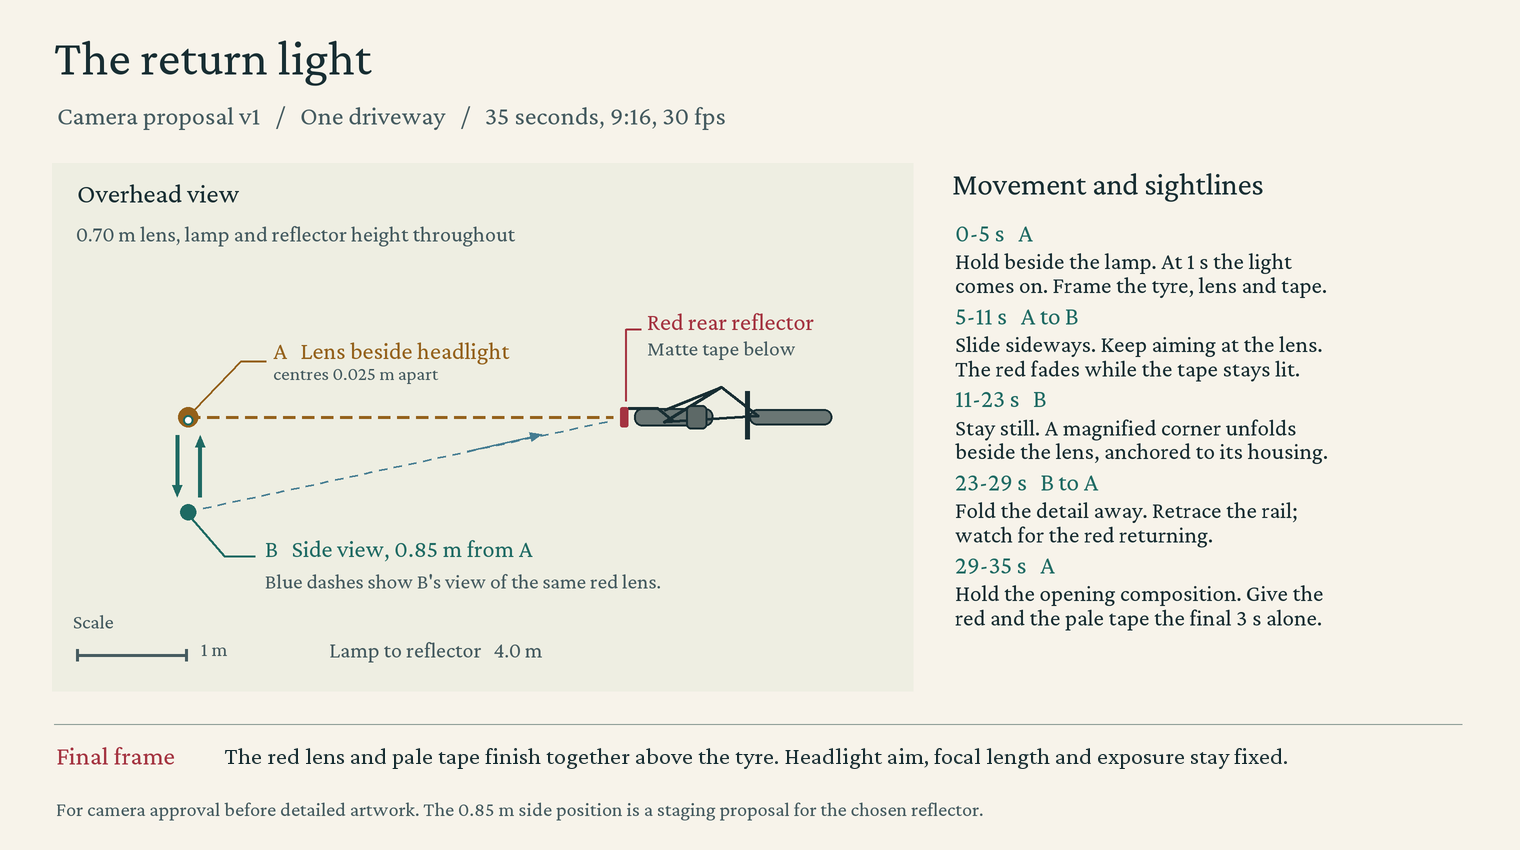 The return light
Camera proposal v1 / One driveway / 35 seconds, 9:16, 30 fps
Overhead view
0.70 m lens, lamp and reflector height throughout
Red rear reflector
Matte tape below
A Lens beside headlight
centres 0.025 m apart
B Side view, 0.85 m from A
Blue dashes show B's view of the same red lens.
Scale
1 m
Lamp to reflector 4.0 m
Movement and sightlines
0-5 s A
Hold beside the lamp. At 1 s the light
comes on. Frame the tyre, lens and tape.
5-11 s A to B
Slide sideways. Keep aiming at the lens.
The red fades while the tape stays lit.
11-23 s B
Stay still. A magnified corner unfolds
beside the lens, anchored to its housing.
23-29 s B to A
Fold the detail away. Retrace the rail;
watch for the red returning.
29-35 s A
Hold the opening composition. Give the
red and the pale tape the final 3 s alone.
Final frame
The red lens and pale tape finish together above the tyre. Headlight aim, focal length and exposure stay fixed.
For camera approval before detailed artwork. The 0.85 m side position is a staging proposal for the chosen reflector.